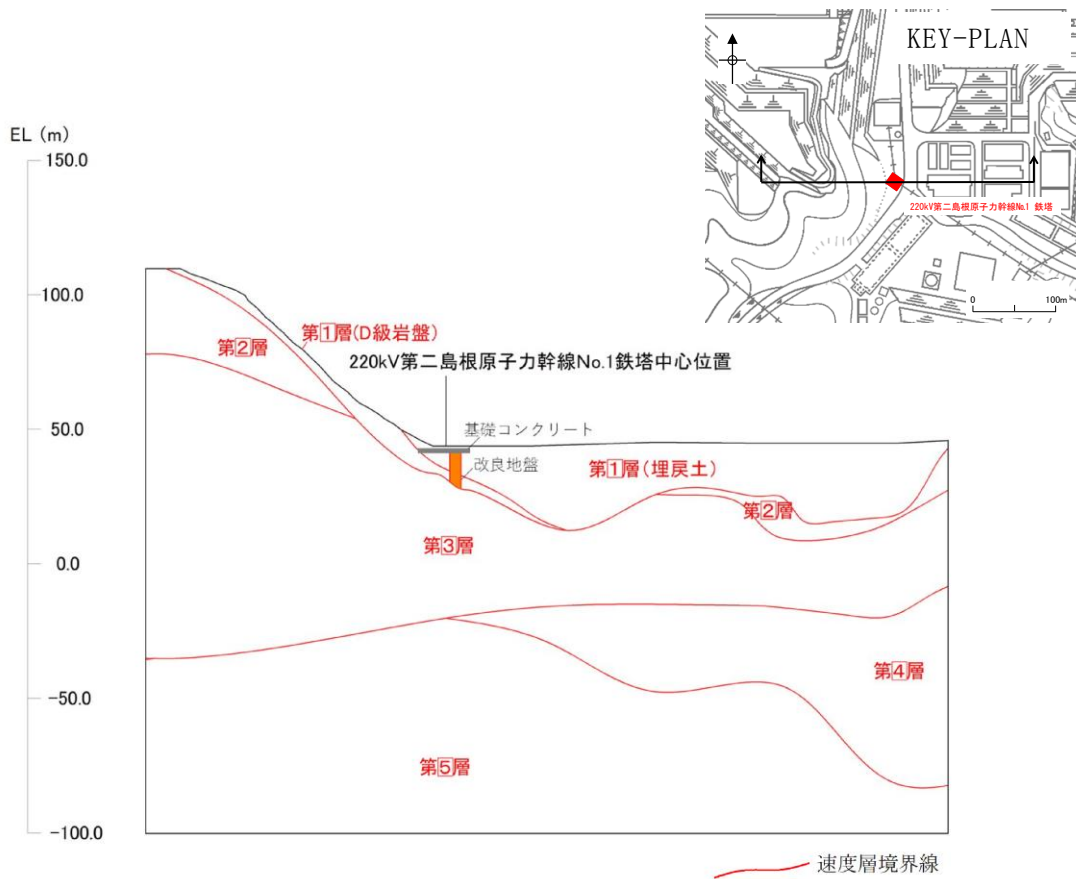 KEY-PLAN
220kV第二島根原子力幹線№1 鉄塔
0
100m
EL (m)
150.0
100.0
50.0
0.0
-50.0
-100.0
第1層(D級岩盤)
第2層
220kV第二島根原子力幹線No.1鉄塔中心位置
基礎コンクリート
改良地盤
第1層(埋戻土)
第2層
第3層
第4層
第5層
速度層境界線